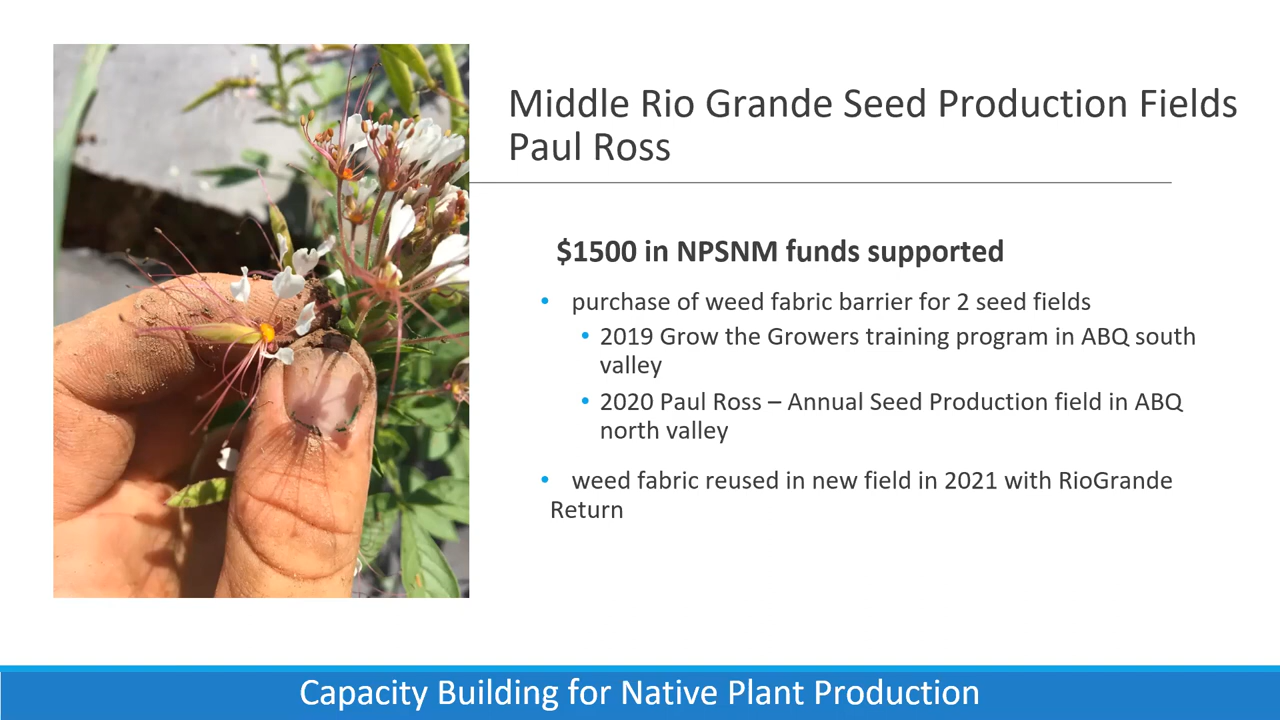 Middle Rio Grande Seed Production Fields
Paul Ross
$1500 in NPSNM funds supported
• purchase of weed fabric barrier for 2 seed fields
• 2019 Grow the Growers training program in ABQ south
valley
• 2020 Paul Ross – Annual Seed Production field in ABQ
north valley
• weed fabric reused in new field in 2021 with RioGrande
Return
Capacity Building for Native Plant Production